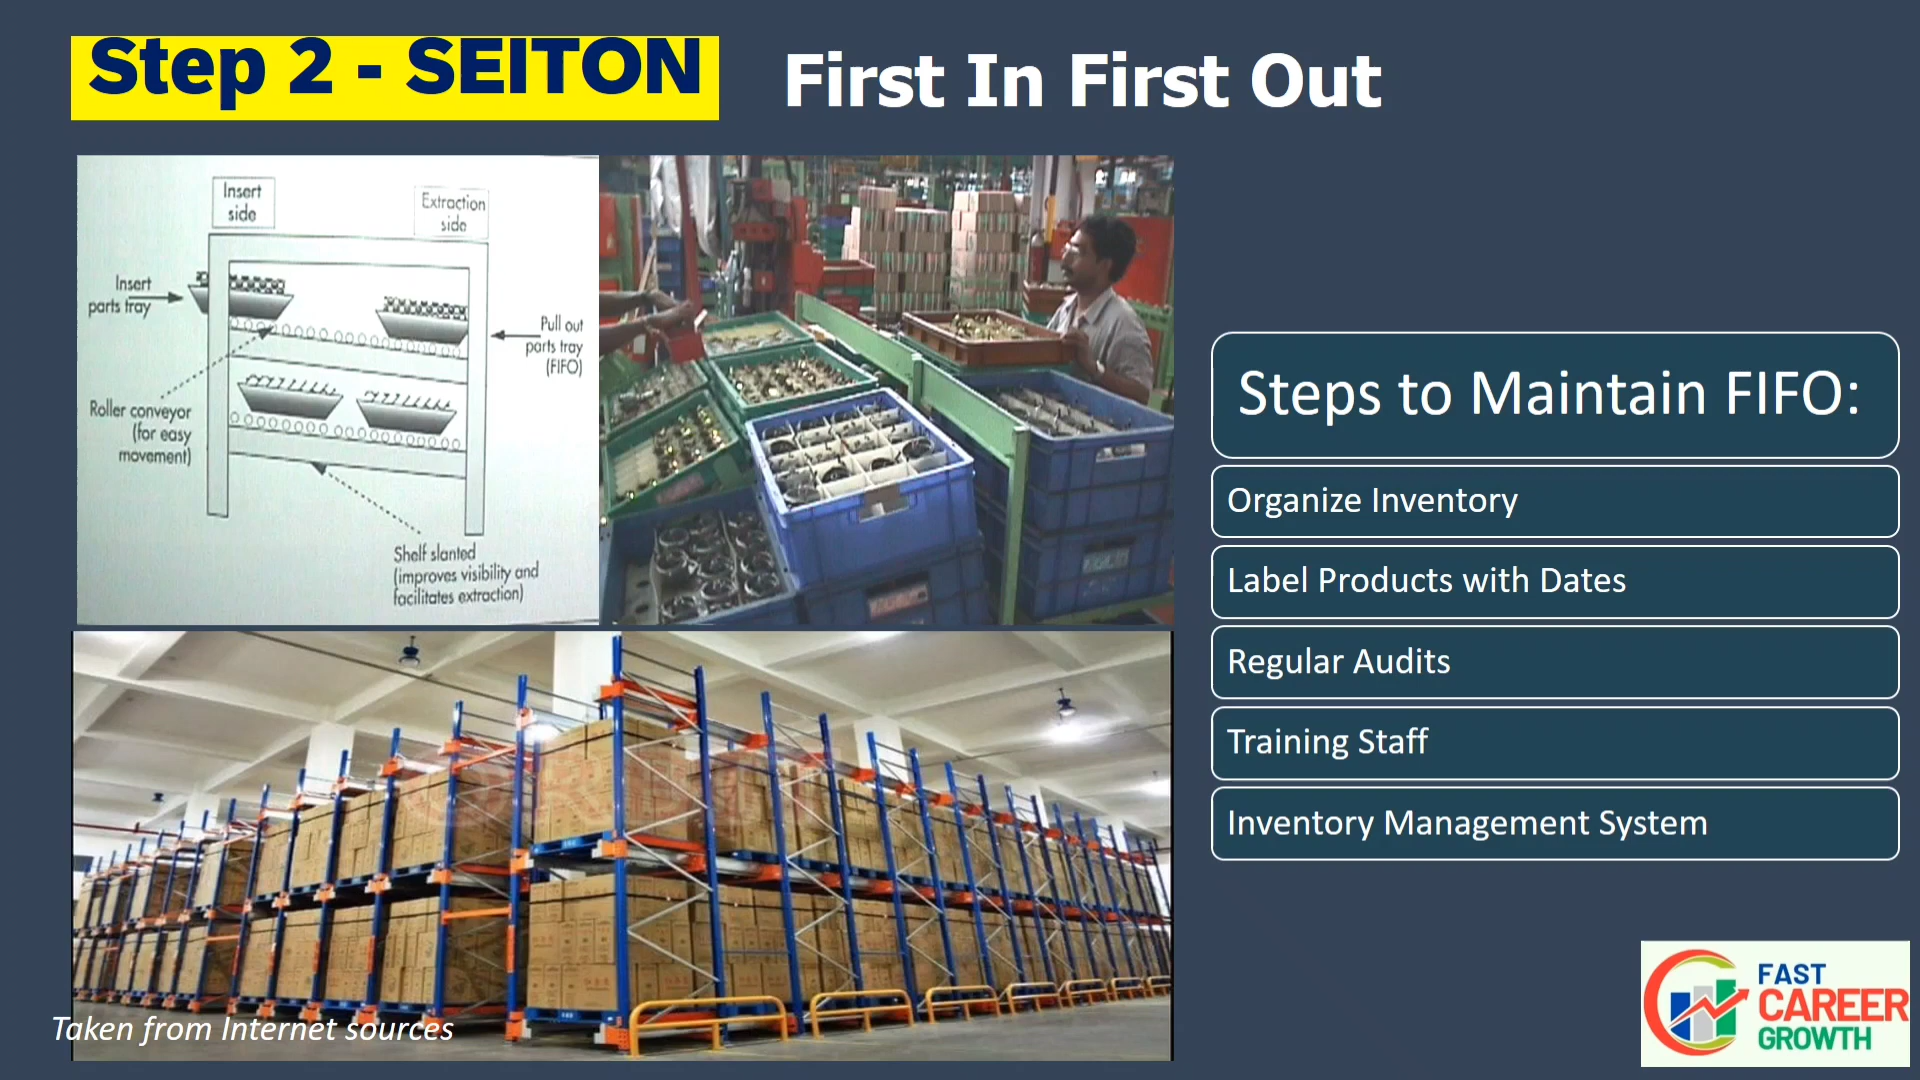 Step 2 - SEITON
First In First Out
Insert
side
Extraction
side
Insert
parts tray
Pull out
parts tray
(FIFO)
Roller conveyor
(for easy
movement)
Shelf slanted
(improves visibility and
facilitates extraction)
Steps to Maintain FIFO:
Organize Inventory
Label Products with Dates
Regular Audits
Training Staff
Inventory Management System
Taken from Internet sources
FAST
CAREER
GROWTH